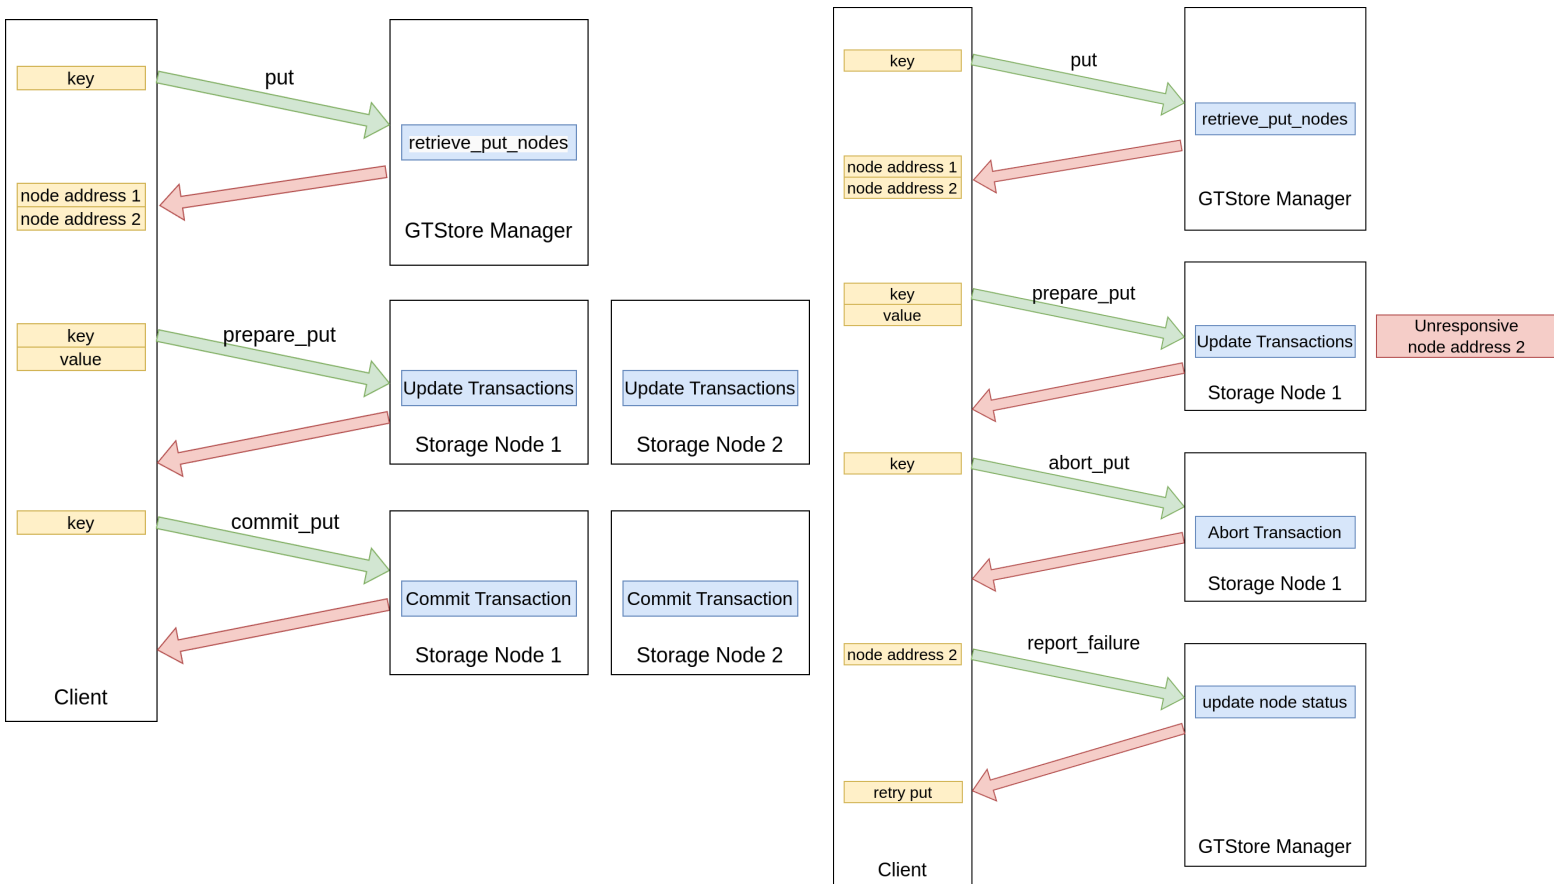 key
put
retrieve_put_nodes
node address 1
node address 2
GTStore Manager
key
value
prepare_put
Update Transactions
Storage Node 1
Update Transactions
Storage Node 2
key
commit_put
Commit Transaction
Storage Node 1
Commit Transaction
Storage Node 2
Client
key
put
retrieve_put_nodes
node address 1
node address 2
GTStore Manager
key
value
prepare_put
Update Transactions
Storage Node 1
Unresponsive
node address 2
key
abort_put
Abort Transaction
Storage Node 1
node address 2
report_failure
update node status
retry put
GTStore Manager
Client